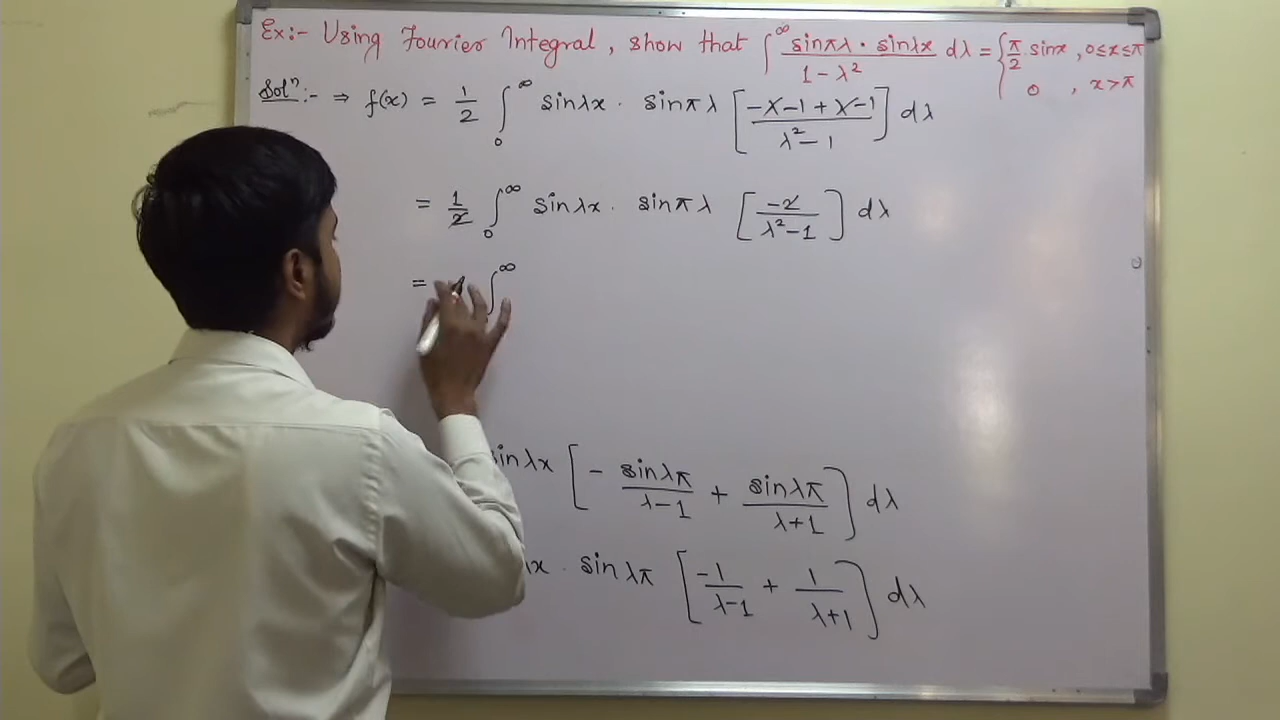 Ex:- Using Fourier Integral, show that ∫₀^∞ (sinπλ · sinλx)/(1-λ²) dλ = { π/2 sinx , 0≤x≤π
0 , x>π
Solⁿ:- ⇒ f(x) = 1/2 ∫₀^∞ sinλx · sinπλ [(-λ-1+λ-1)/(λ²-1)] dλ
= 1/2 ∫₀^∞ sinλx · sinπλ [-2/(λ²-1)] dλ
= ∫^∞
sinλx [- sinλπ/(λ-1) + sinλπ/(λ+1)] dλ
λx · sinλπ [-1/(λ-1) + 1/(λ+1)] dλ